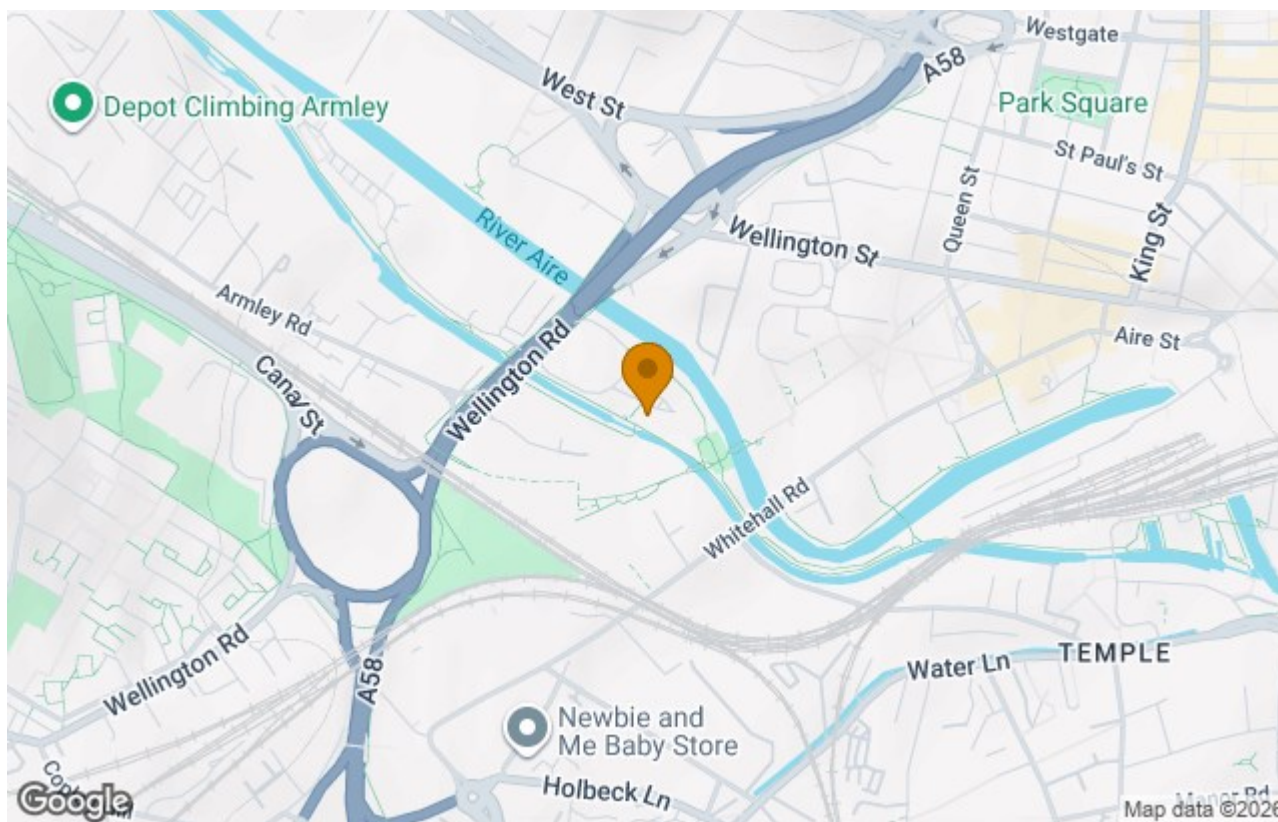 Westgate
A58
West St
Park Square
Depot Climbing Armley
St Paul's St
Queen St
King St
River Aire
Wellington St
Armley Rd
Aire St
Wellington Rd
Canal St
Whitehall Rd
Wellington Rd
A58
Water Ln
TEMPLE
Newbie and
Me Baby Store
Holbeck Ln
Google
Map data ©2026